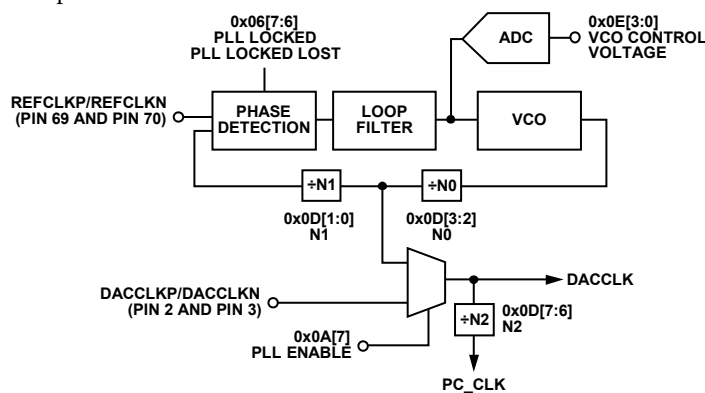 0x06[7:6]
PLL LOCKED
PLL LOCKED LOST
ADC
0x0E[3:0]
VCO CONTROL
VOLTAGE
REFCLKP/REFCLKN
(PIN 69 AND PIN 70)
PHASE
DETECTION
LOOP
FILTER
VCO
÷N1
÷N0
0x0D[1:0]
N1
0x0D[3:2]
N0
DACCLKP/DACCLKN
(PIN 2 AND PIN 3)
DACCLK
÷N2
0x0D[7:6]
N2
0x0A[7]
PLL ENABLE
PC_CLK